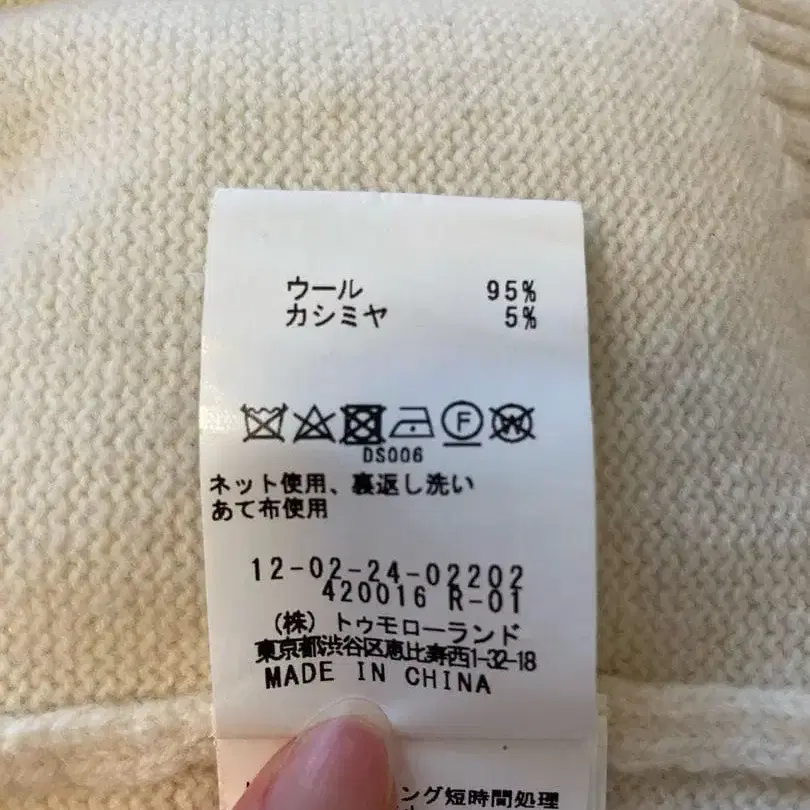 ウール 95%
カシミヤ 5%
F W
DS006
ネット使用、裏返し洗い
あて布使用
12-02-24-02202
420016 R-01
(株) トゥモローランド
東京都渋谷区恵比寿西1-32-18
MADE IN CHINA
ング短時間処理